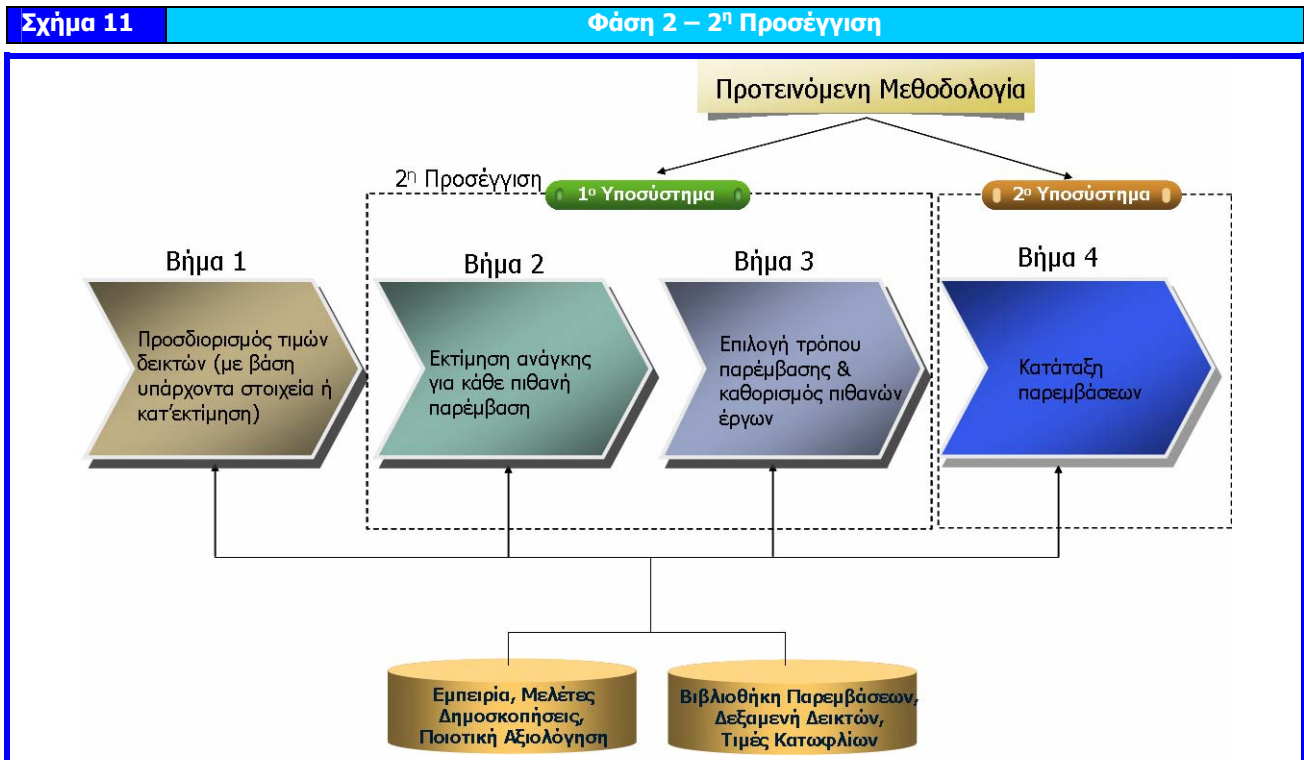 Σχήμα 11
Φάση 2 – 2η Προσέγγιση
Προτεινόμενη Μεθοδολογία
2η Προσέγγιση
1ο Υποσύστημα
2ο Υποσύστημα
Βήμα 1
Βήμα 2
Βήμα 3
Βήμα 4
Προσδιορισμός τιμών
δεικτών (με βάση
υπάρχοντα στοιχεία ή
κατ'εκτίμηση)
Εκτίμηση ανάγκης
για κάθε πιθανή
παρέμβαση
Επιλογή τρόπου
παρέμβασης &
καθορισμός πιθανών
έργων
Κατάταξη
παρεμβάσεων
Εμπειρία, Μελέτες
Δημοσκοπήσεις,
Ποιοτική Αξιολόγηση
Βιβλιοθήκη Παρεμβάσεων,
Δεξαμενή Δεικτών,
Τιμές Κατωφλίων